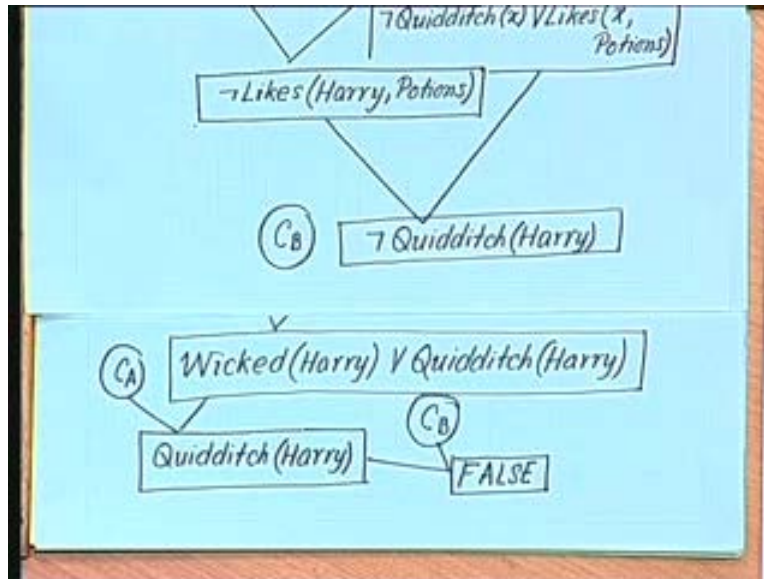 ¬Quidditch(x) V Likes(x,
Potions)
¬Likes(Harry, Potions)
C_B
¬Quidditch(Harry)
Wicked(Harry) V Quidditch(Harry)
C_A
C_B
Quidditch(Harry)
FALSE